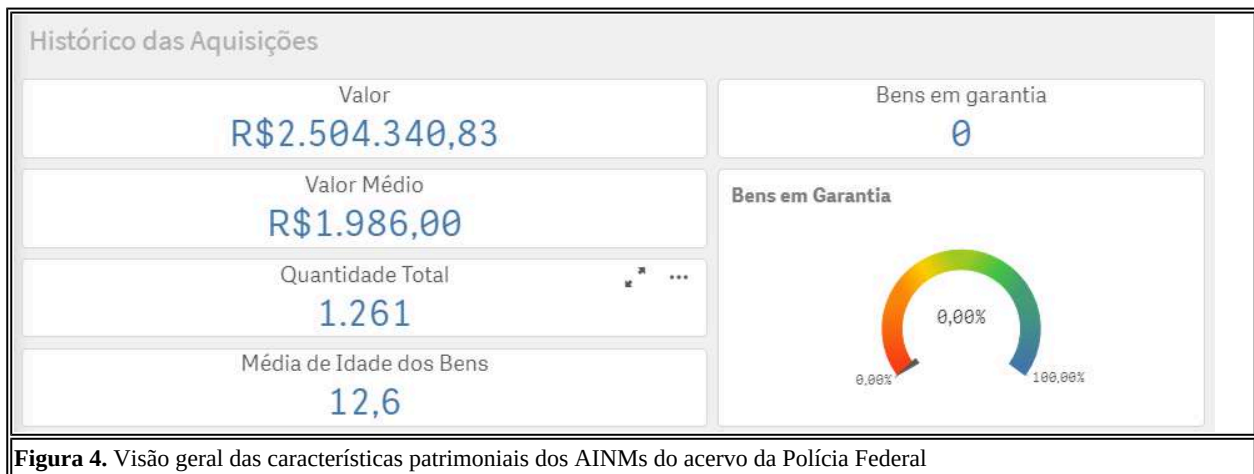 Histórico das Aquisições
Valor
R$2.504.340,83
Bens em garantia
0
Valor Médio
R$1.986,00
Bens em Garantia
Quantidade Total
1.261
0,00%
0,00%
100,00%
Média de Idade dos Bens
12,6
Figura 4. Visão geral das características patrimoniais dos AINMs do acervo da Polícia Federal